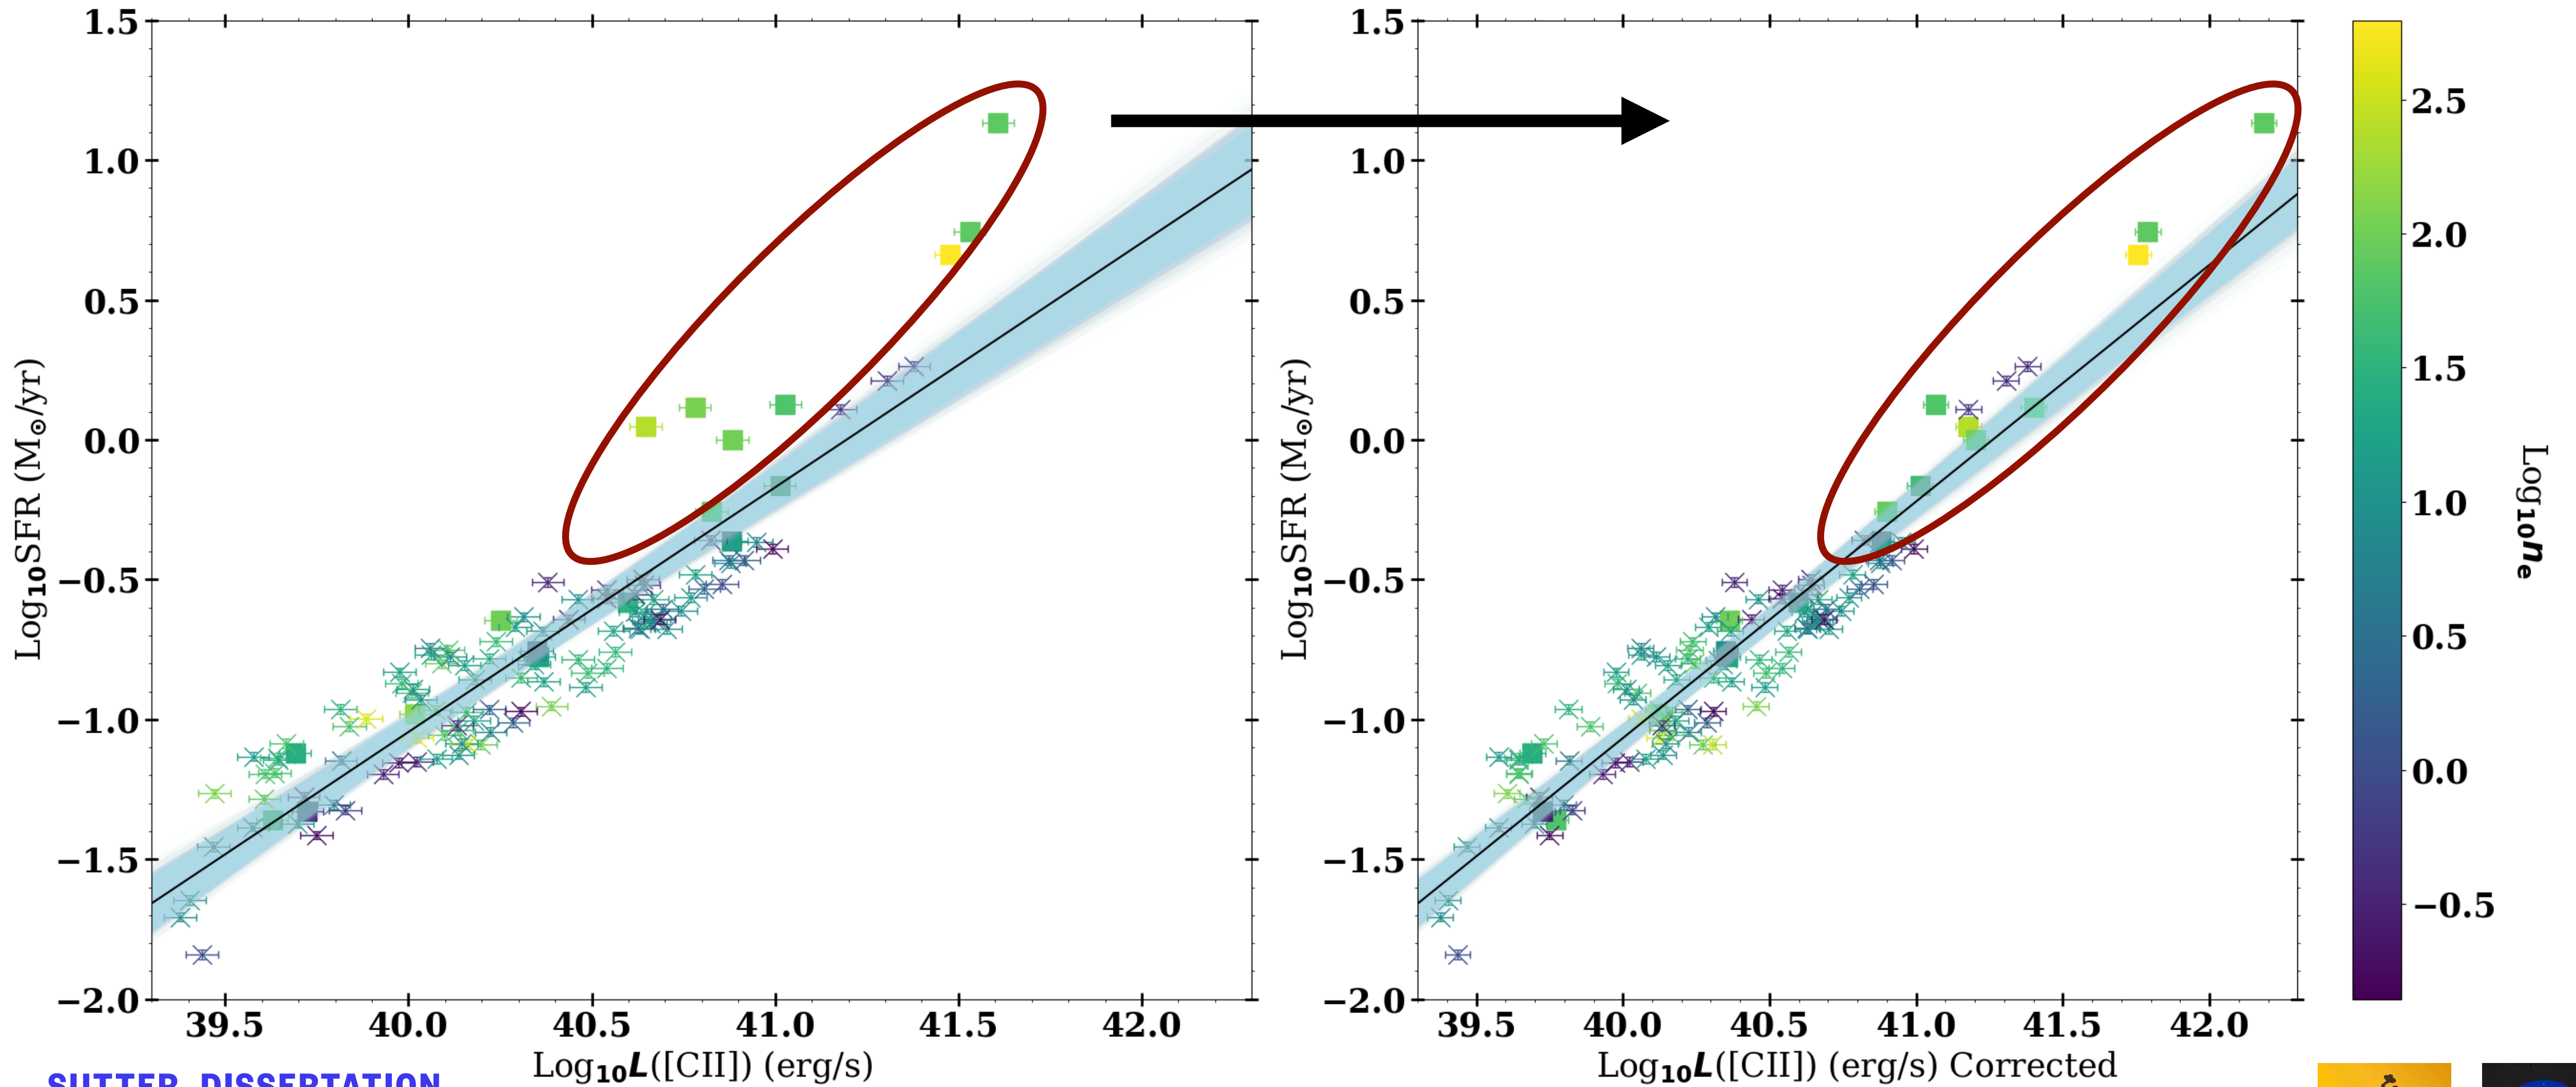 1.5
1.0
0.5
0.0
−0.5
−1.0
−1.5
−2.0
Log₁₀SFR (M☉/yr)
39.5 40.0 40.5 41.0 41.5 42.0
Log₁₀L([CII]) (erg/s)
1.5
1.0
0.5
0.0
−0.5
−1.0
−1.5
−2.0
Log₁₀SFR (M☉/yr)
39.5 40.0 40.5 41.0 41.5 42.0
Log₁₀L([CII]) (erg/s) Corrected
2.5
2.0
1.5
1.0
0.5
0.0
−0.5
Log₁₀nₑ
SUTTER DISSERTATION